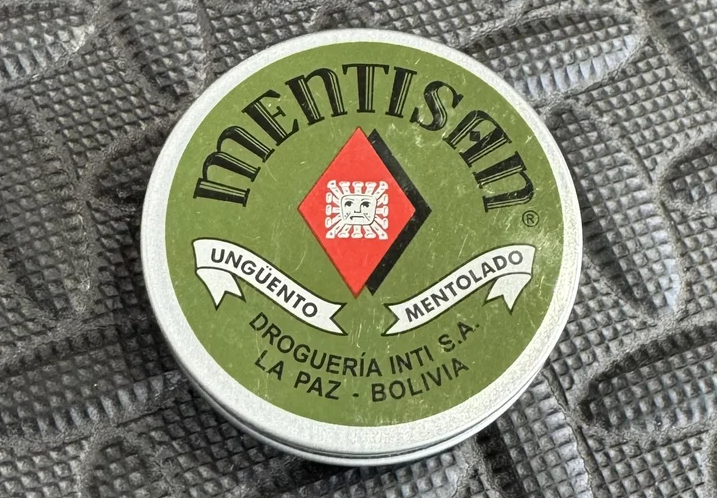 MENTISAN
®
UNGÜENTO MENTOLADO
DROGUERÍA INTI S.A.
LA PAZ - BOLIVIA